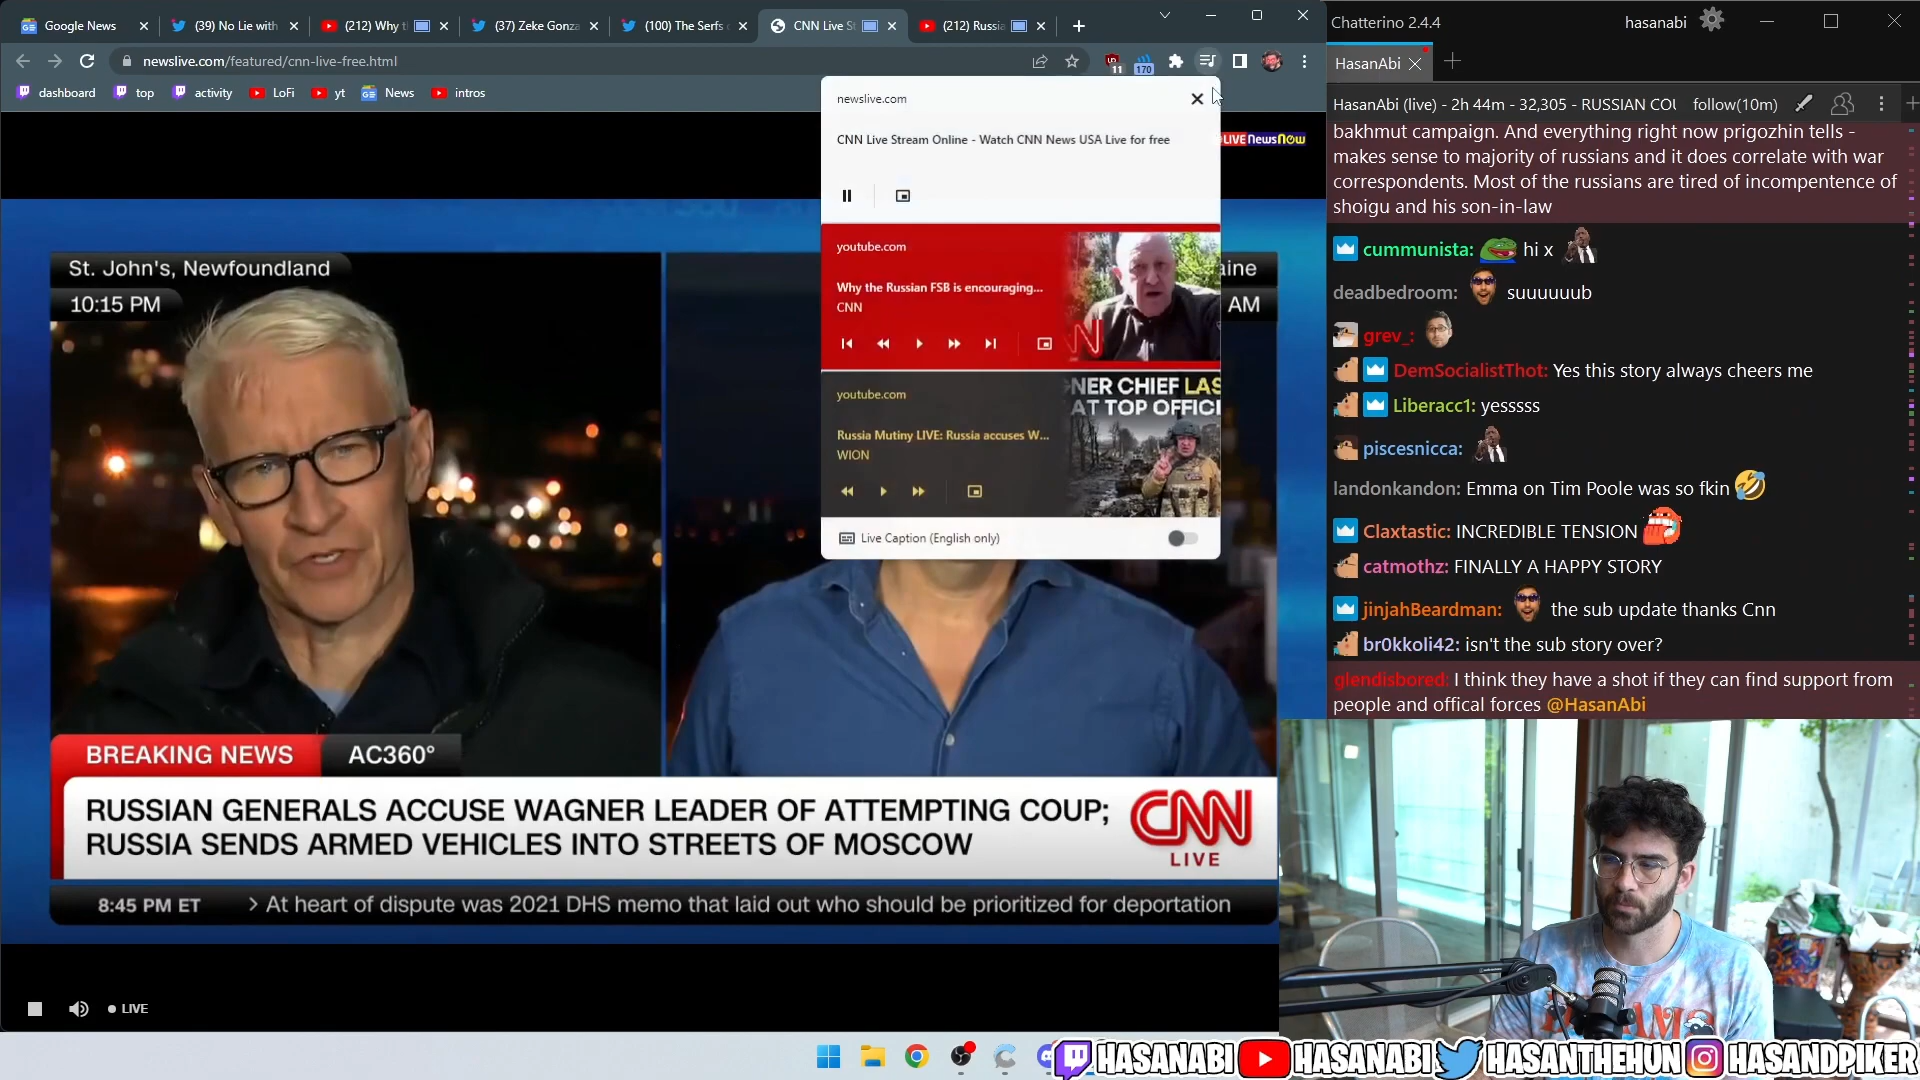 Google News
(39) No Lie with
(212) Why t
(37) Zeke Gonza
(100) The Serfs
CNN Live S
(212) Russia
newslive.com/featured/cnn-live-free.html
11
170
dashboard
top
activity
LoFi
yt
News
intros
newslive.com
CNN Live Stream Online - Watch CNN News USA Live for free
youtube.com
Why the Russian FSB is encouraging...
CNN
youtube.com
Russia Mutiny LIVE: Russia accuses W...
WION
NER CHIEF LAS
AT TOP OFFICI
Live Caption (English only)
LIVE NewsNow
St. John's, Newfoundland
10:15 PM
aine
AM
BREAKING NEWS
AC360°
RUSSIAN GENERALS ACCUSE WAGNER LEADER OF ATTEMPTING COUP;
RUSSIA SENDS ARMED VEHICLES INTO STREETS OF MOSCOW
CNN
LIVE
8:45 PM ET
> At heart of dispute was 2021 DHS memo that laid out who should be prioritized for deportation
LIVE
Chatterino 2.4.4
hasanabi
HasanAbi
HasanAbi (live) - 2h 44m - 32,305 - RUSSIAN COU
follow(10m)
bakhmut campaign. And everything right now prigozhin tells -
makes sense to majority of russians and it does correlate with war
correspondents. Most of the russians are tired of incompentence of
shoigu and his son-in-law
cummunista: hi x
deadbedroom: suuuuuub
grev_:
DemSocialistThot: Yes this story always cheers me
Liberacc1: yesssss
piscesnicca:
landonkandon: Emma on Tim Poole was so fkin
Claxtastic: INCREDIBLE TENSION
catmothz: FINALLY A HAPPY STORY
jinjahBeardman: the sub update thanks Cnn
br0kkoli42: isn't the sub story over?
glendisbored: I think they have a shot if they can find support from
people and offical forces @HasanAbi
HASANABI
HASANABI
HASANTHEHUN
HASANDPIKER